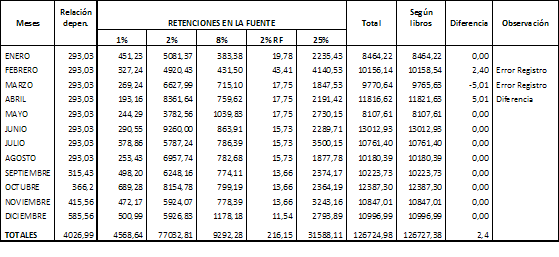 Meses Relación depen. RETENCIONES EN LA FUENTE Total Según libros Diferencia Observación
1% 2% 8% 2% RF 25%
ENERO 293,03 451,23 5081,37 383,38 19,78 2235,43 8464,22 8464,22 0,00
FEBRERO 293,03 327,24 4920,43 431,50 43,41 4140,53 10156,14 10158,54 2,40 Error Registro
MARZO 293,03 269,24 6627,99 715,10 17,75 1847,53 9770,64 9765,63 -5,01 Error Registro
ABRIL 293,03 193,16 8361,64 759,62 17,75 2191,42 11816,62 11821,63 5,01 Diferencia
MAYO 293,03 244,29 3782,56 1039,83 17,75 2730,15 8107,61 8107,61 0,00
JUNIO 293,03 290,55 9260,00 863,91 15,73 2289,71 13012,93 13012,93 0,00
JULIO 293,03 378,86 5787,24 786,39 15,73 3500,15 10761,40 10761,40 0,00
AGOSTO 293,03 253,43 6957,74 782,68 15,73 1877,78 10180,39 10180,39 0,00
SEPTIEMBRE 315,43 498,20 6248,16 774,11 13,66 2374,17 10223,73 10223,73 0,00
OCTUBRE 366,2 689,28 8154,78 799,19 13,66 2364,19 12387,30 12387,30 0,00
NOVIEMBRE 415,56 472,17 5924,07 778,39 13,66 3243,16 10847,01 10847,01 0,00
DICIEMBRE 585,56 500,99 5926,83 1178,18 11,54 2793,89 10996,99 10996,99 0,00
TOTALES 4026,99 4568,64 77032,81 9292,28 216,15 31588,11 126724,98 126727,38 2,4